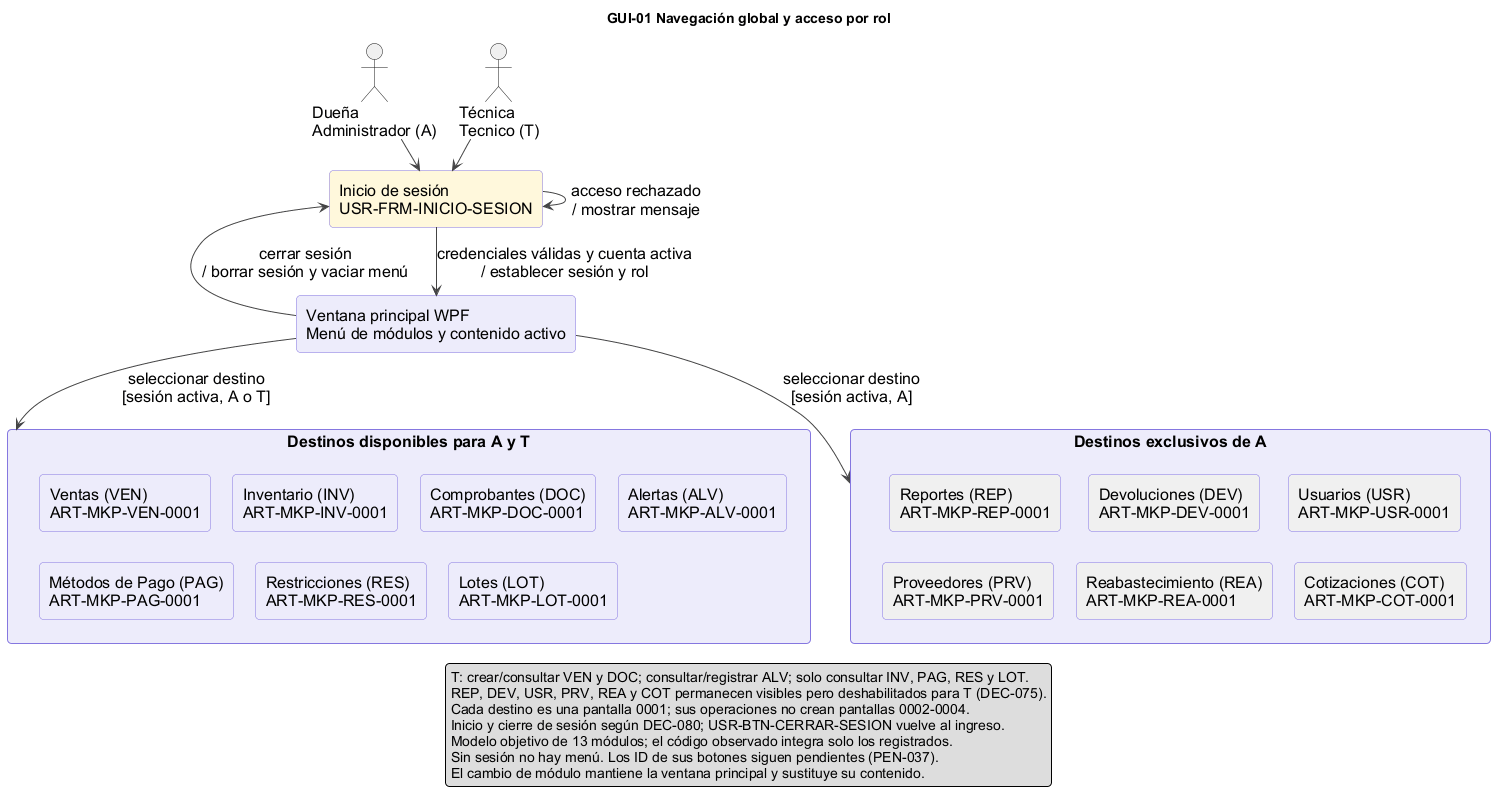 GUI-01 Navegación global y acceso por rol
Dueña
Administrador (A)
Técnica
Tecnico (T)
Inicio de sesión
USR-FRM-INICIO-SESION
acceso rechazado
/ mostrar mensaje
cerrar sesión
/ borrar sesión y vaciar menú
credenciales válidas y cuenta activa
/ establecer sesión y rol
Ventana principal WPF
Menú de módulos y contenido activo
seleccionar destino
[sesión activa, A o T]
seleccionar destino
[sesión activa, A]
Destinos disponibles para A y T
Ventas (VEN)
ART-MKP-VEN-0001
Inventario (INV)
ART-MKP-INV-0001
Comprobantes (DOC)
ART-MKP-DOC-0001
Alertas (ALV)
ART-MKP-ALV-0001
Métodos de Pago (PAG)
ART-MKP-PAG-0001
Restricciones (RES)
ART-MKP-RES-0001
Lotes (LOT)
ART-MKP-LOT-0001
Destinos exclusivos de A
Reportes (REP)
ART-MKP-REP-0001
Devoluciones (DEV)
ART-MKP-DEV-0001
Usuarios (USR)
ART-MKP-USR-0001
Proveedores (PRV)
ART-MKP-PRV-0001
Reabastecimiento (REA)
ART-MKP-REA-0001
Cotizaciones (COT)
ART-MKP-COT-0001
T: crear/consultar VEN y DOC; consultar/registrar ALV; solo consultar INV, PAG, RES y LOT.
REP, DEV, USR, PRV, REA y COT permanecen visibles pero deshabilitados para T (DEC-075).
Cada destino es una pantalla 0001; sus operaciones no crean pantallas 0002-0004.
Inicio y cierre de sesión según DEC-080; USR-BTN-CERRAR-SESION vuelve al ingreso.
Modelo objetivo de 13 módulos; el código observado integra solo los registrados.
Sin sesión no hay menú. Los ID de sus botones siguen pendientes (PEN-037).
El cambio de módulo mantiene la ventana principal y sustituye su contenido.